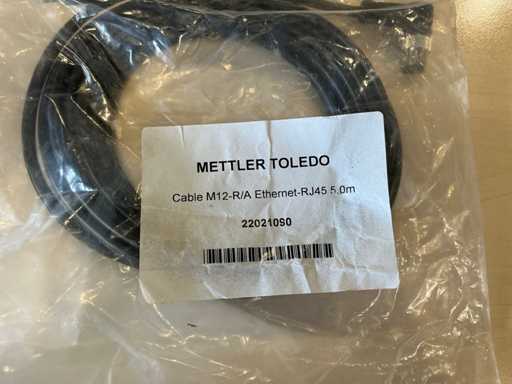 METTLER TOLEDO
Cable M12-R/A Ethernet-RJ45 5.0m
22021090